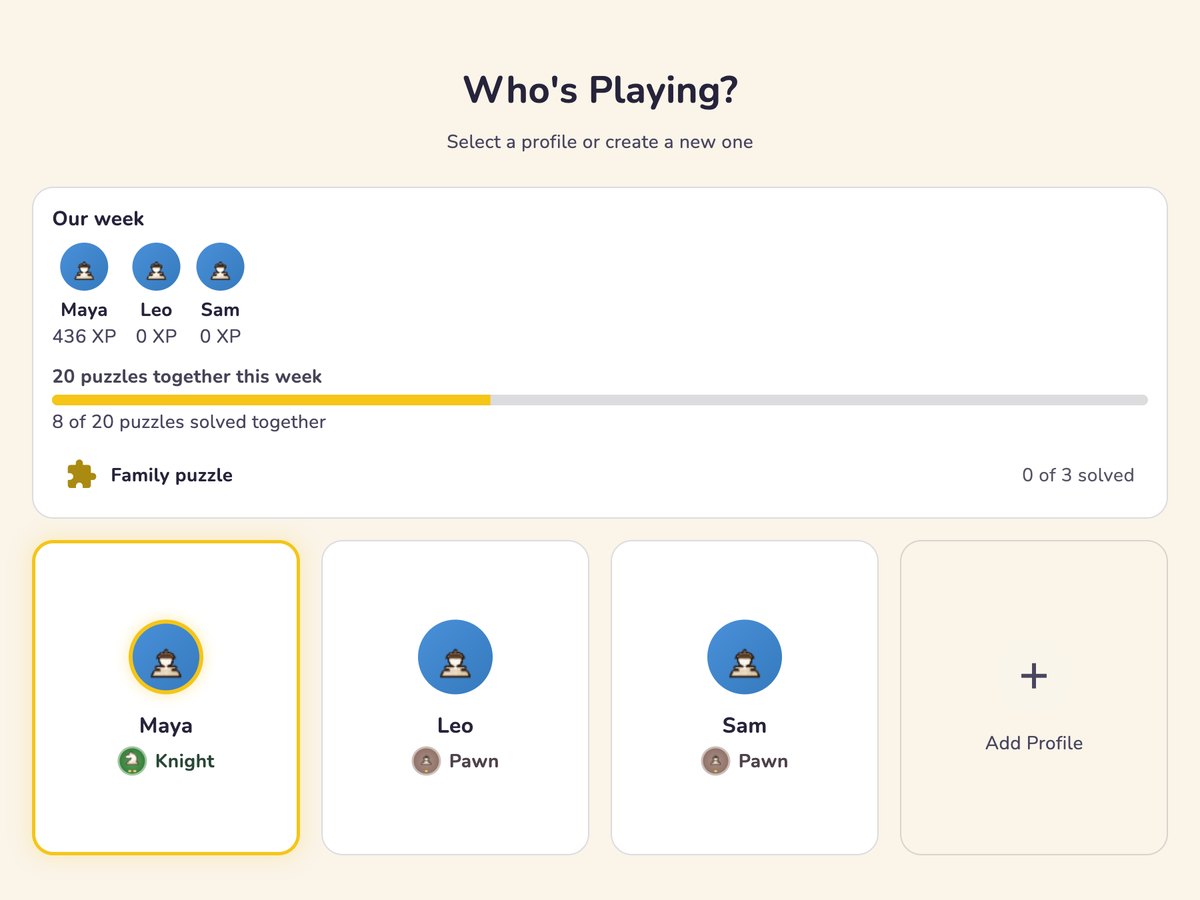 Who's Playing?
Select a profile or create a new one
Our week
Maya Leo Sam
436 XP 0 XP 0 XP
20 puzzles together this week
8 of 20 puzzles solved together
Family puzzle 0 of 3 solved
Maya Leo Sam
Knight Pawn Pawn
Add Profile